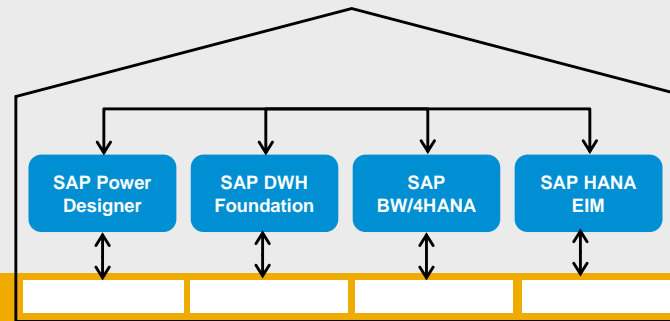 SAP Power
Designer
SAP DWH
Foundation
SAP
BW/4HANA
SAP HANA
EIM